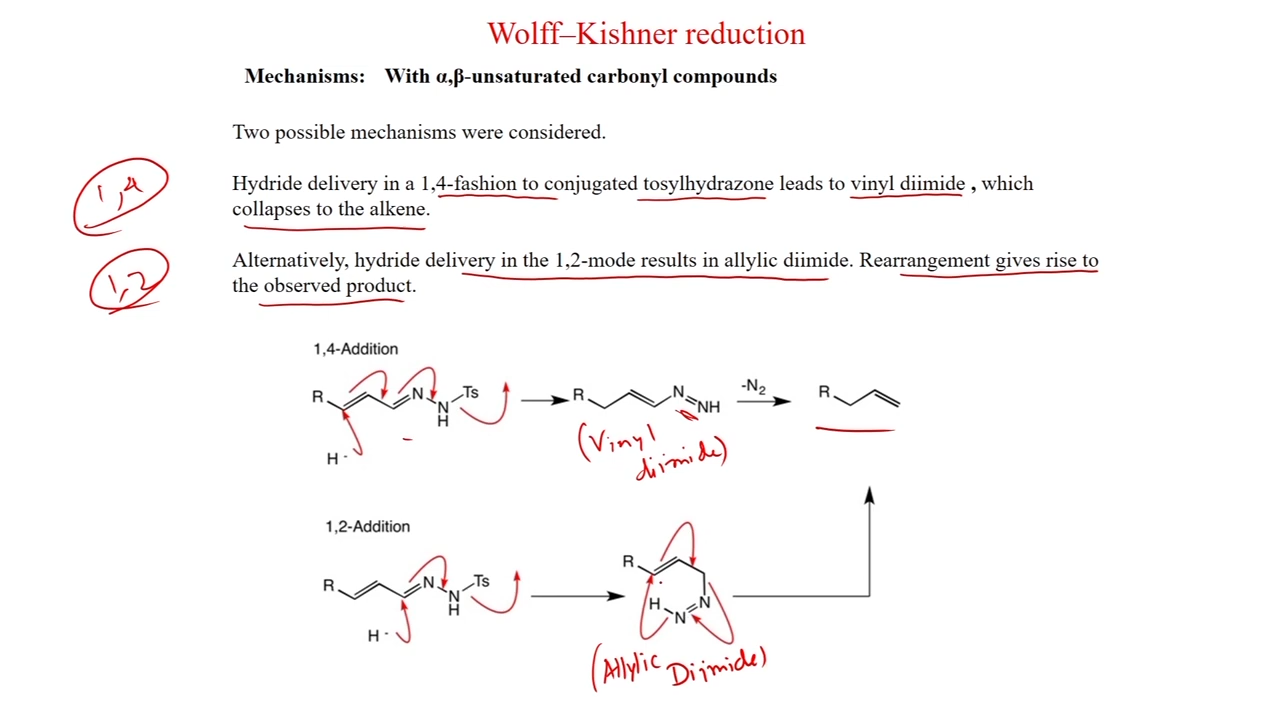 Wolff–Kishner reduction
Mechanisms: With α,β-unsaturated carbonyl compounds
Two possible mechanisms were considered.
1,4
Hydride delivery in a 1,4-fashion to conjugated tosylhydrazone leads to vinyl diimide , which
collapses to the alkene.
1,2
Alternatively, hydride delivery in the 1,2-mode results in allylic diimide. Rearrangement gives rise to
the observed product.
1,4-Addition
R N N H Ts H -
R N NH
-N2
R
(Vinyl
diimide)
1,2-Addition
R N N H Ts H -
R H N N
(Allylic Diimide)